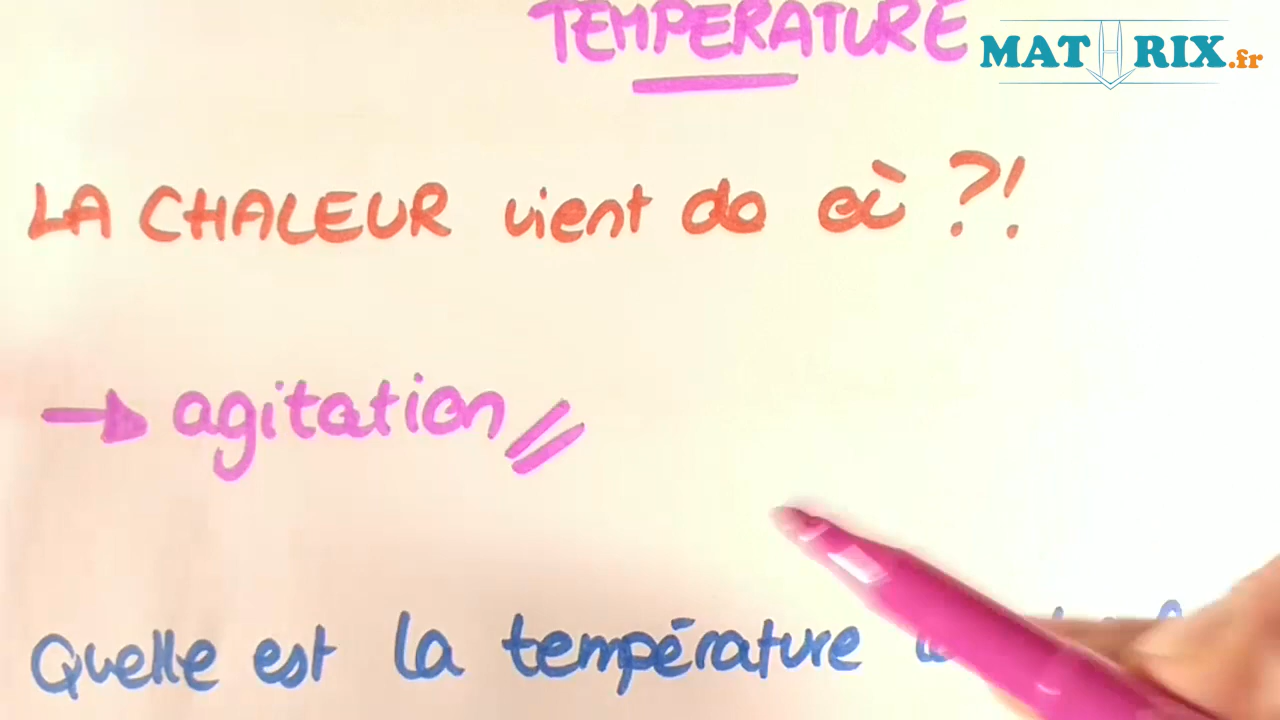 TEMPERATURE
MATHRIX.fr
LA CHALEUR vient de où ?!
→ agitation
Quelle est la température